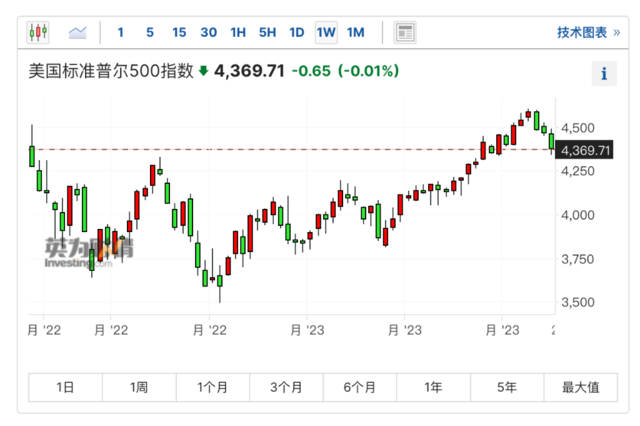 1 5 15 30 1H 5H 1D 1W 1M 技术图表 »
美国标准普尔500指数 4,369.71 -0.65 (-0.01%) i
4,500
4,369.71
4,250
4,000
3,750
3,500
英为财情
Investing.com
月 '22 月 '22 月 '22 月 '23 月 '23 月 '23
1日 1周 1个月 3个月 6个月 1年 5年 最大值